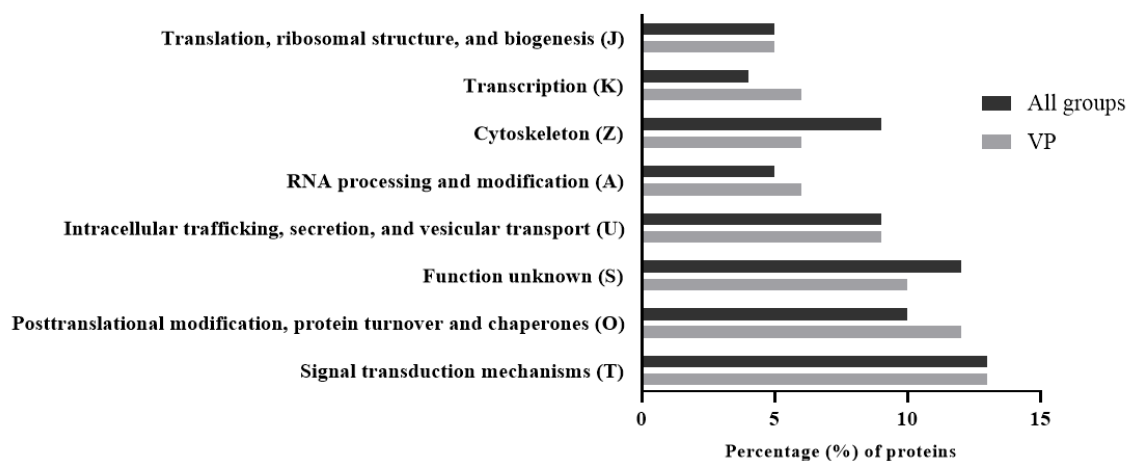 Translation, ribosomal structure, and biogenesis (J)
Transcription (K)
Cytoskeleton (Z)
RNA processing and modification (A)
Intracellular trafficking, secretion, and vesicular transport (U)
Function unknown (S)
Posttranslational modification, protein turnover and chaperones (O)
Signal transduction mechanisms (T)
All groups
VP
0 5 10 15
Percentage (%) of proteins